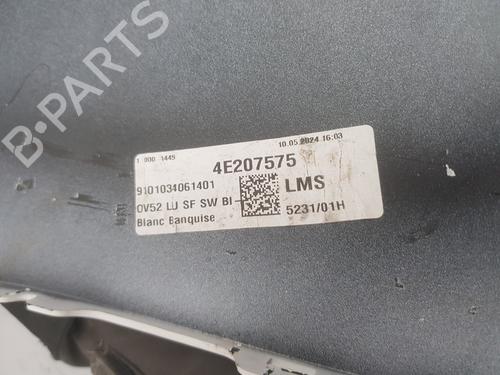 B-PARTS
1 000 1449
10.05.2024 16:03
4E207575
9101034061401
LMS
OV52 LU SF SW BI-
5231/01H
Blanc Banquise